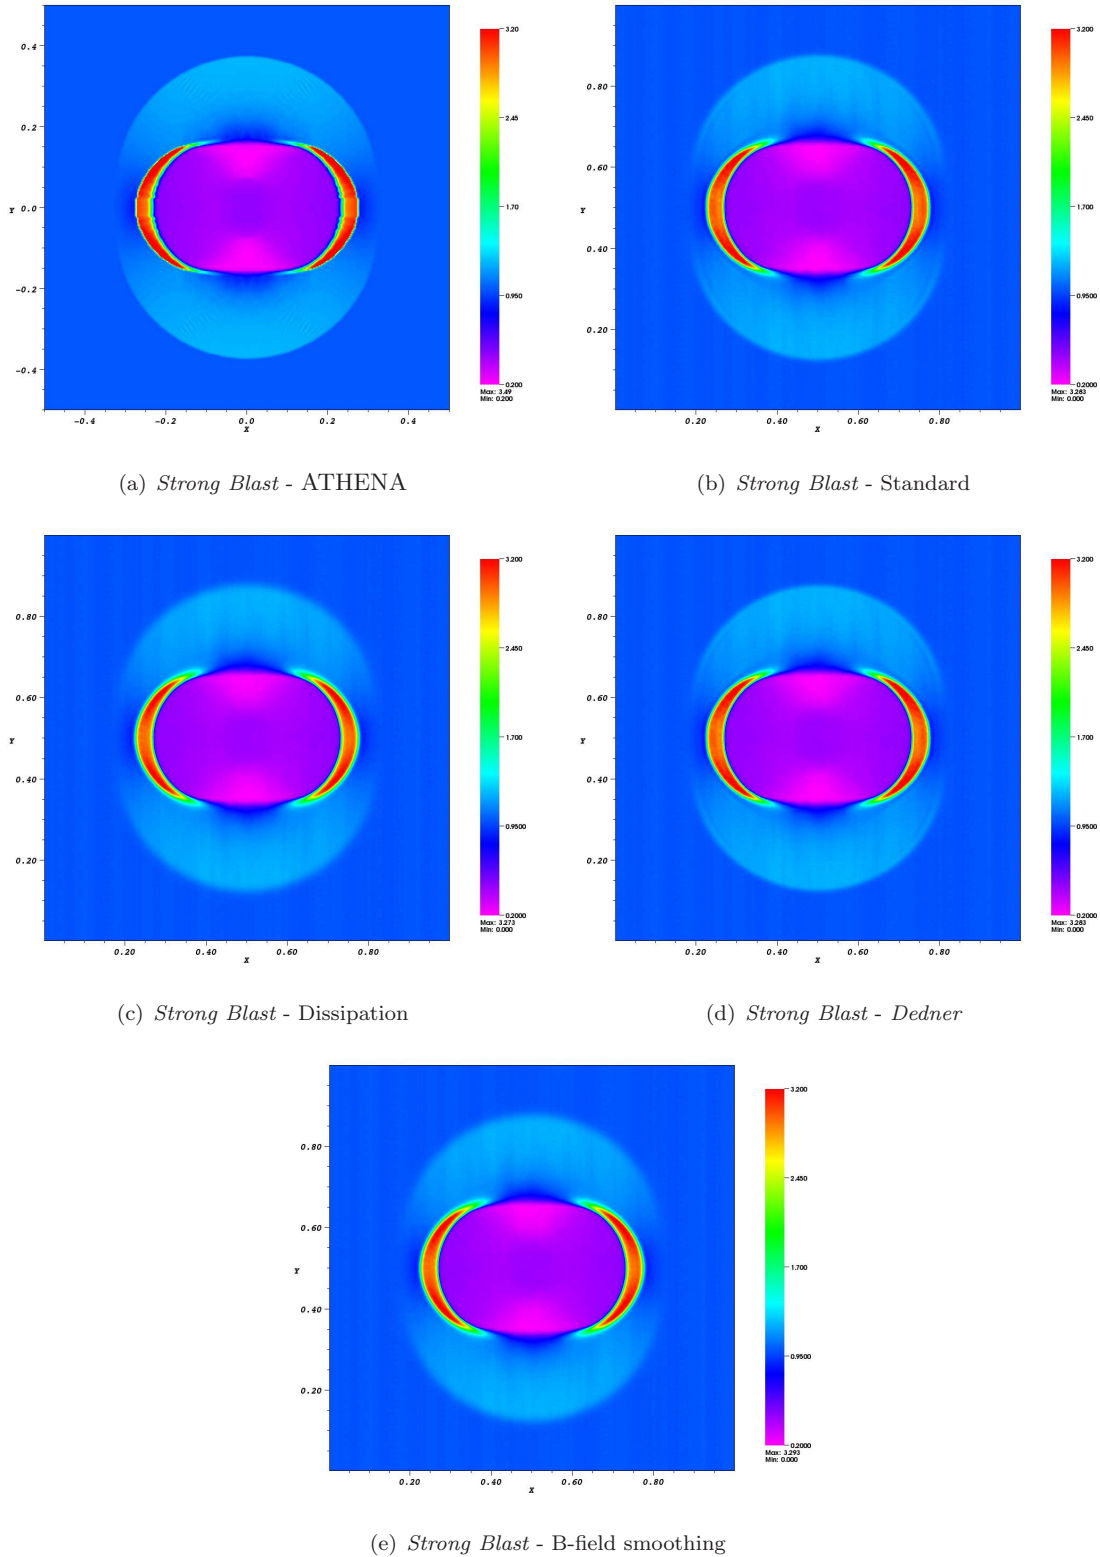 0.4
0.2
Y 0.0
-0.2
-0.4
-0.4 -0.2 0.0 0.2 0.4
X
3.20
2.45
1.70
0.950
0.200
Max: 3.49
Min: 0.200
(a) Strong Blast - ATHENA
0.80
0.60
Y
0.40
0.20
0.20 0.40 0.60 0.80
X
3.200
2.450
1.700
0.9500
0.2000
Max: 3.283
Min: 0.000
(b) Strong Blast - Standard
0.80
0.60
Y
0.40
0.20
0.20 0.40 0.60 0.80
X
3.200
2.450
1.700
0.9500
0.2000
Max: 3.273
Min: 0.000
(c) Strong Blast - Dissipation
0.80
0.60
Y
0.40
0.20
0.20 0.40 0.60 0.80
X
3.200
2.450
1.700
0.9500
0.2000
Max: 3.283
Min: 0.000
(d) Strong Blast - Dedner
0.80
0.60
Y
0.40
0.20
0.20 0.40 0.60 0.80
X
3.200
2.450
1.700
0.9500
0.2000
Max: 3.293
Min: 0.000
(e) Strong Blast - B-field smoothing